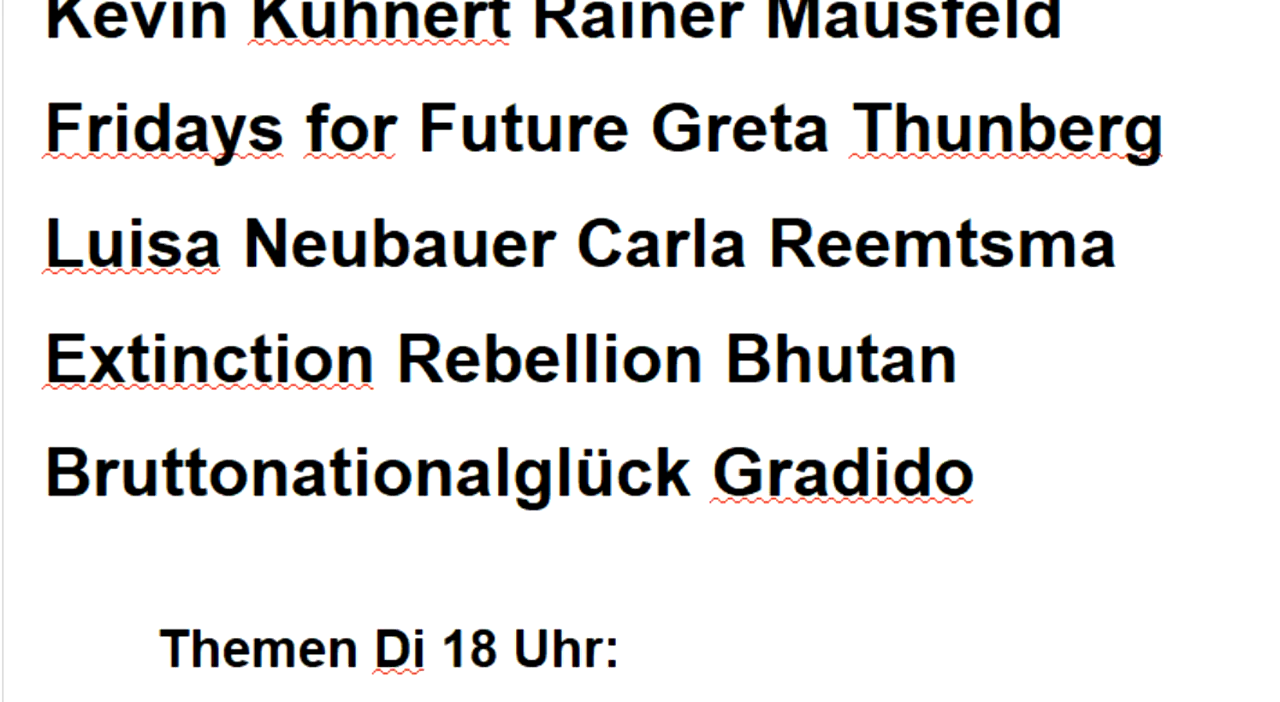 Kevin Kühnert Rainer Mausfeld
Fridays for Future Greta Thunberg
Luisa Neubauer Carla Reemtsma
Extinction Rebellion Bhutan
Bruttonationalglück Gradido
Themen Di 18 Uhr: